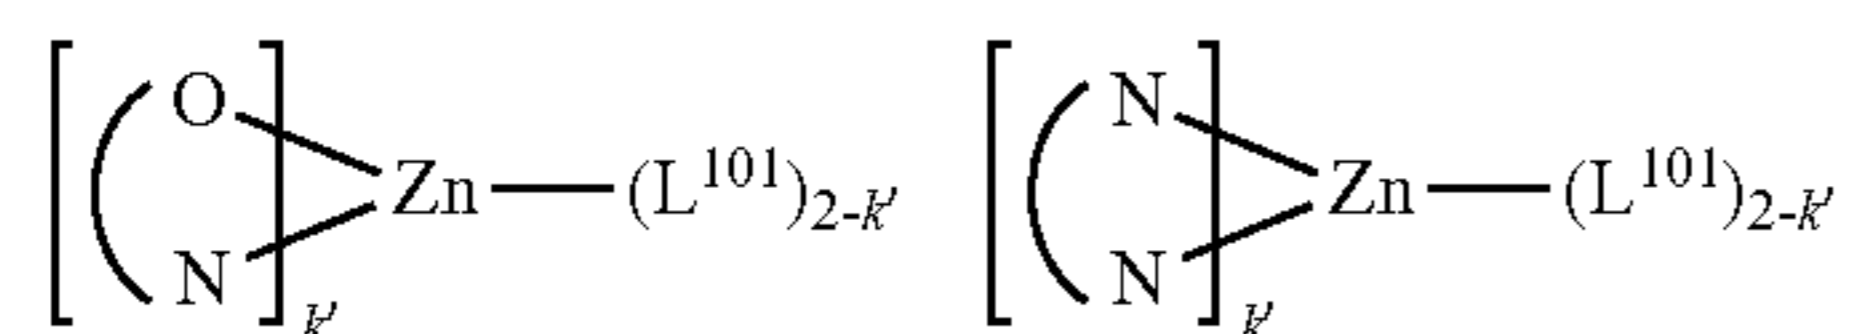 O N
Zn—(L¹⁰¹)₂₋ₖ′ Zn—(L¹⁰¹)₂₋ₖ′
N N
k′ k′